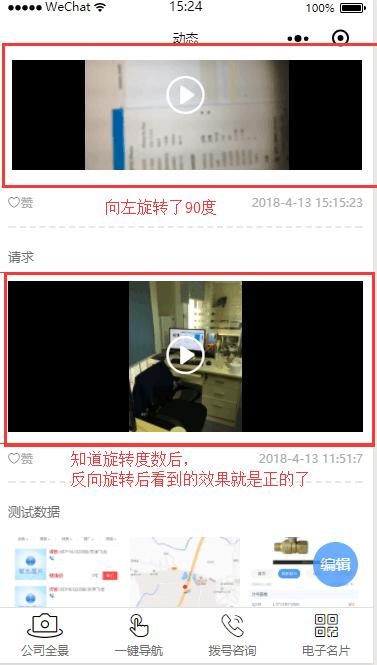 ●●●●● WeChat 15:24 100%
动态
♡赞 2018-4-13 15:15:23
向左旋转了90度
请求
♡赞 2018-4-13 11:51:7
知道旋转度数后，
反向旋转后看到的效果就是正的了
测试数据
编辑
公司全景 一键导航 拨号咨询 电子名片